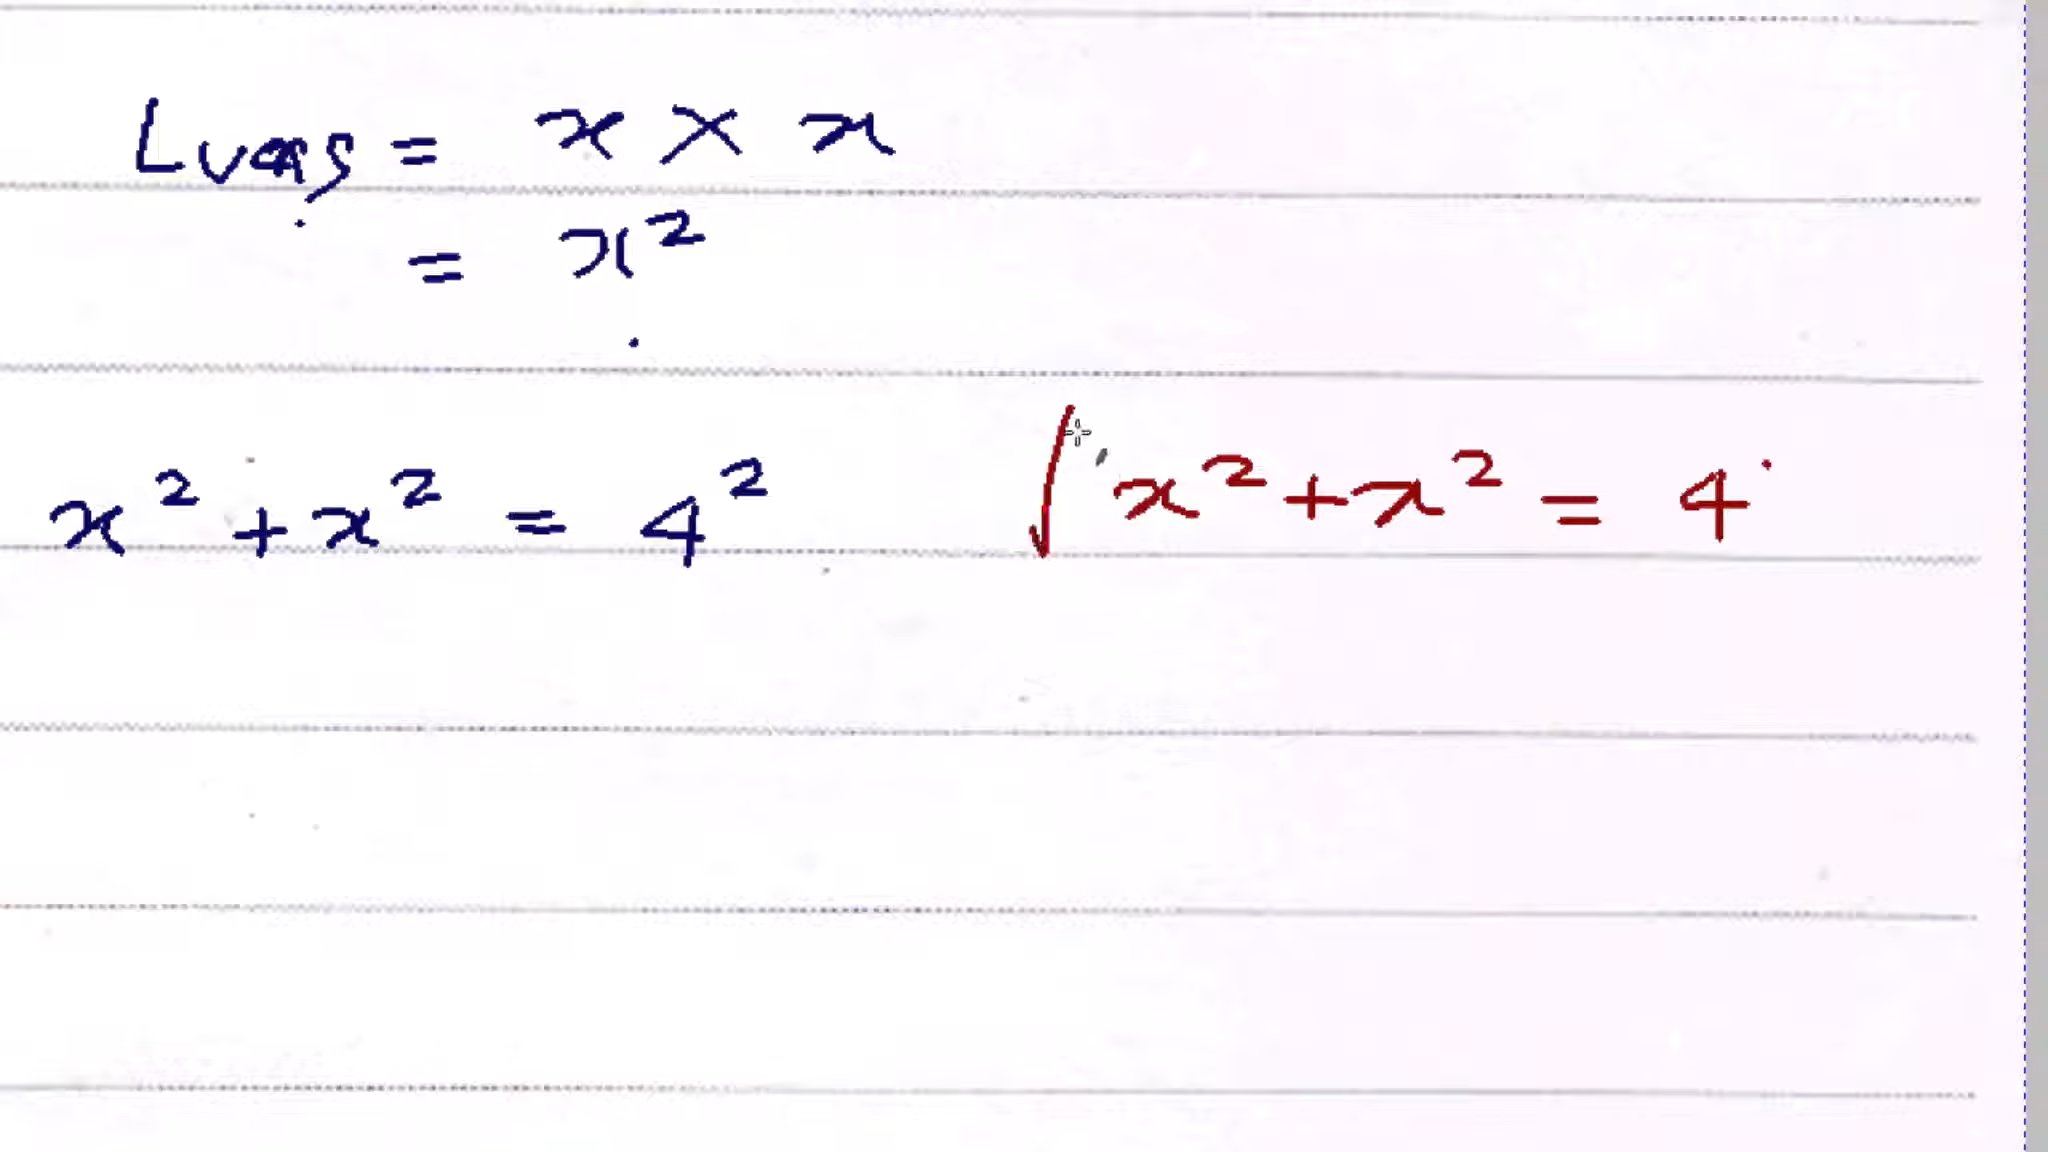 Luas = x × x
= x²
x² + x² = 4²
√ x² + x² = 4